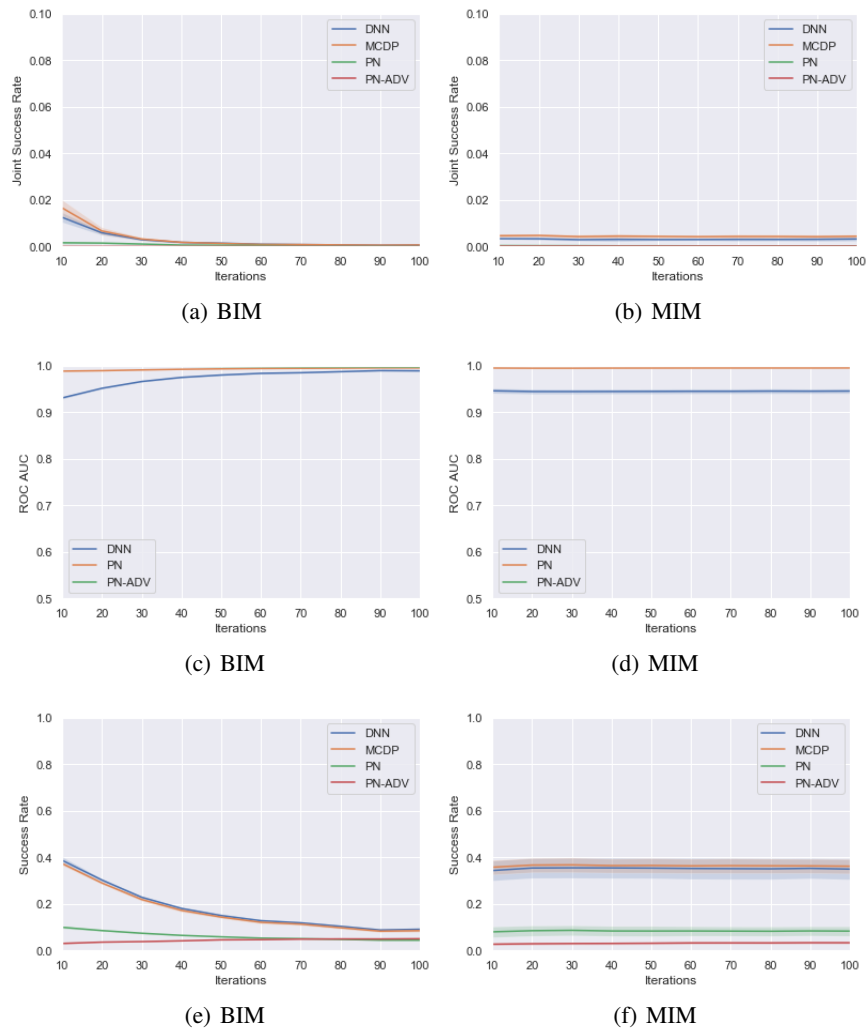 0.10
0.08
0.06
0.04
0.02
0.00
Joint Success Rate
DNN
MCDP
PN
PN-ADV
10 20 30 40 50 60 70 80 90 100
Iterations
(a) BIM
0.10
0.08
0.06
0.04
0.02
0.00
Joint Success Rate
DNN
MCDP
PN
PN-ADV
10 20 30 40 50 60 70 80 90 100
Iterations
(b) MIM
1.0
0.9
0.8
0.7
0.6
0.5
ROC AUC
DNN
PN
PN-ADV
10 20 30 40 50 60 70 80 90 100
Iterations
(c) BIM
1.0
0.9
0.8
0.7
0.6
0.5
ROC AUC
DNN
PN
PN-ADV
10 20 30 40 50 60 70 80 90 100
Iterations
(d) MIM
1.0
0.8
0.6
0.4
0.2
0.0
Success Rate
DNN
MCDP
PN
PN-ADV
10 20 30 40 50 60 70 80 90 100
Iterations
(e) BIM
1.0
0.8
0.6
0.4
0.2
0.0
Success Rate
DNN
MCDP
PN
PN-ADV
10 20 30 40 50 60 70 80 90 100
Iterations
(f) MIM